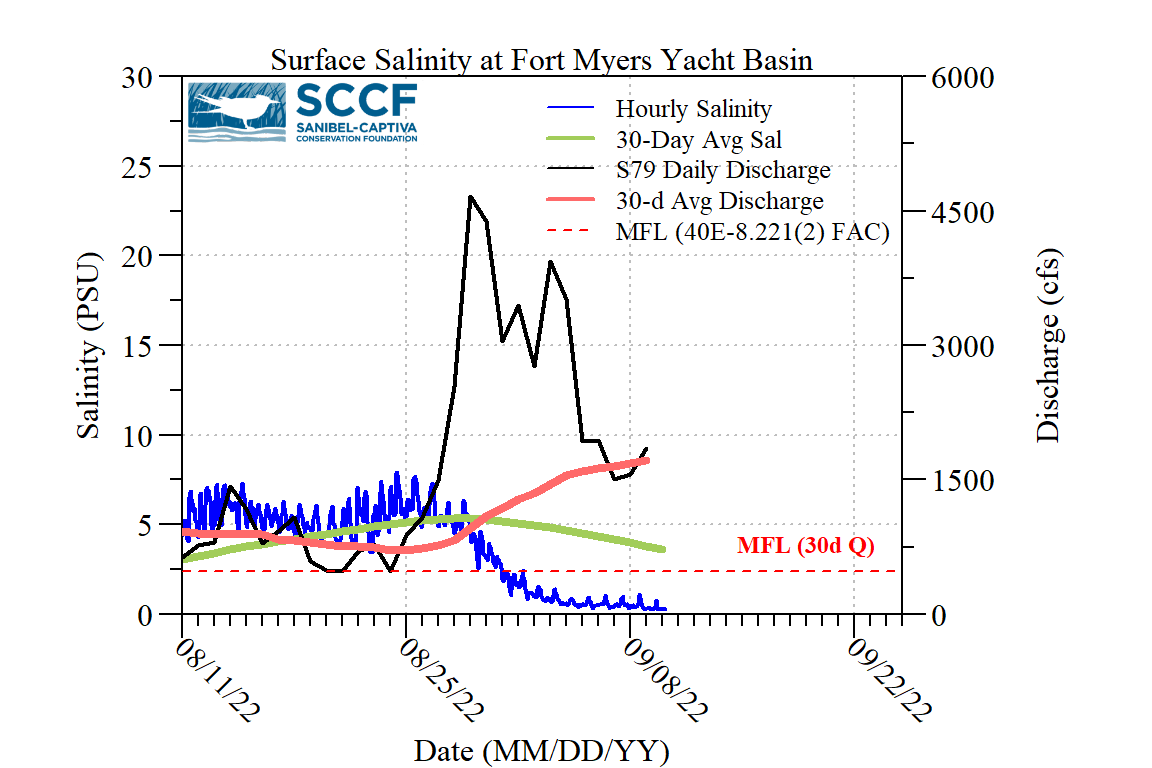 Surface Salinity at Fort Myers Yacht Basin
SCCF
SANIBEL-CAPTIVA
CONSERVATION FOUNDATION
Hourly Salinity
30-Day Avg Sal
S79 Daily Discharge
30-d Avg Discharge
MFL (40E-8.221(2) FAC)
30
25
20
15
10
5
0
Salinity (PSU)
6000
4500
3000
1500
0
Discharge (cfs)
MFL (30d Q)
08/11/22
08/25/22
09/08/22
09/22/22
Date (MM/DD/YY)